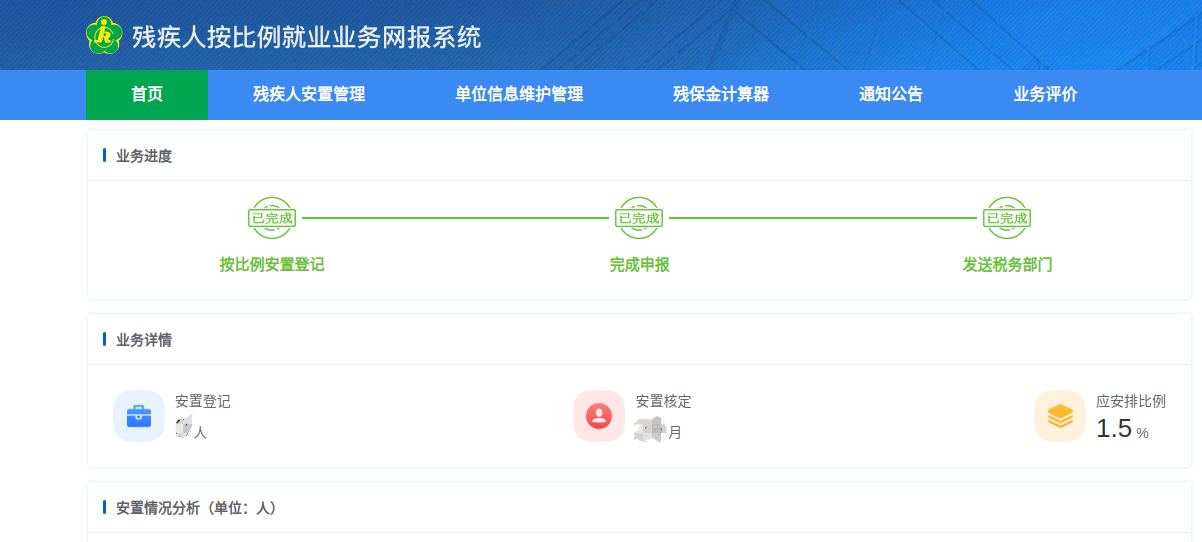 残疾人按比例就业业务网报系统
首页 残疾人安置管理 单位信息维护管理 残保金计算器 通知公告 业务评价
业务进度
已完成 已完成 已完成
按比例安置登记 完成申报 发送税务部门
业务详情
安置登记 安置核定 应安排比例
人 月 1.5 %
安置情况分析（单位：人）